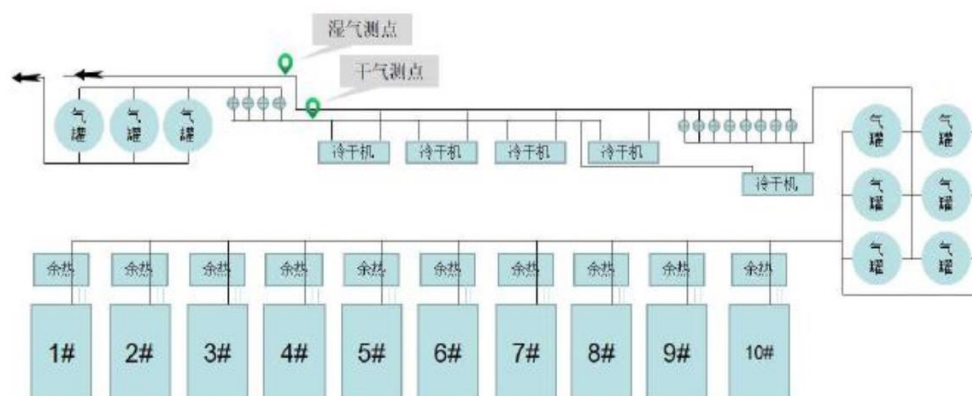 湿气测点
干气测点
气罐
气罐
气罐
气罐
气罐
冷干机
冷干机
冷干机
冷干机
冷干机
气罐
气罐
气罐
气罐
余热
余热
余热
余热
余热
余热
余热
余热
余热
余热
1#
2#
3#
4#
5#
6#
7#
8#
9#
10#